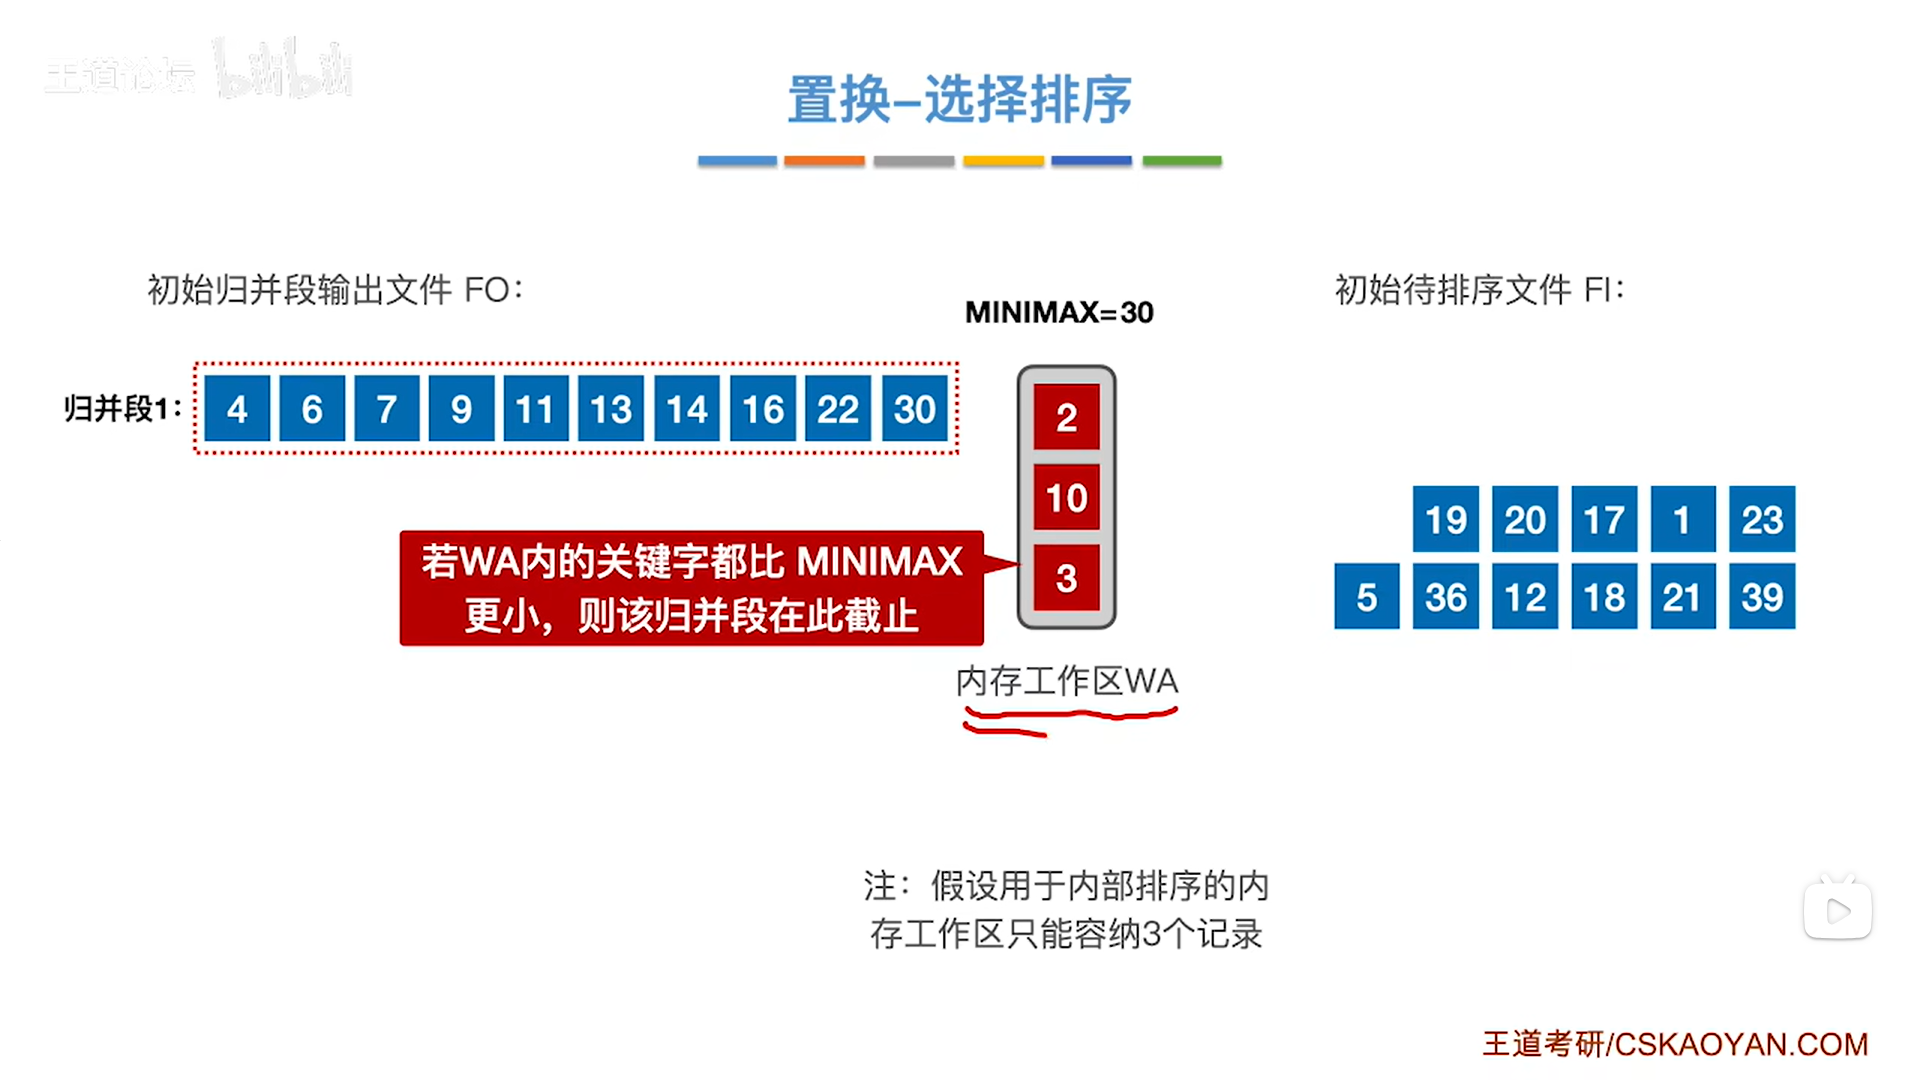 王道论坛 bilibili
置换-选择排序
初始归并段输出文件 FO：
MINIMAX=30
初始待排序文件 FI：
归并段1：
4 6 7 9 11 13 14 16 22 30
2
10
3
19 20 17 1 23
5 36 12 18 21 39
若WA内的关键字都比 MINIMAX
更小，则该归并段在此截止
内存工作区WA
注：假设用于内部排序的内
存工作区只能容纳3个记录
王道考研/CSKAOYAN.COM